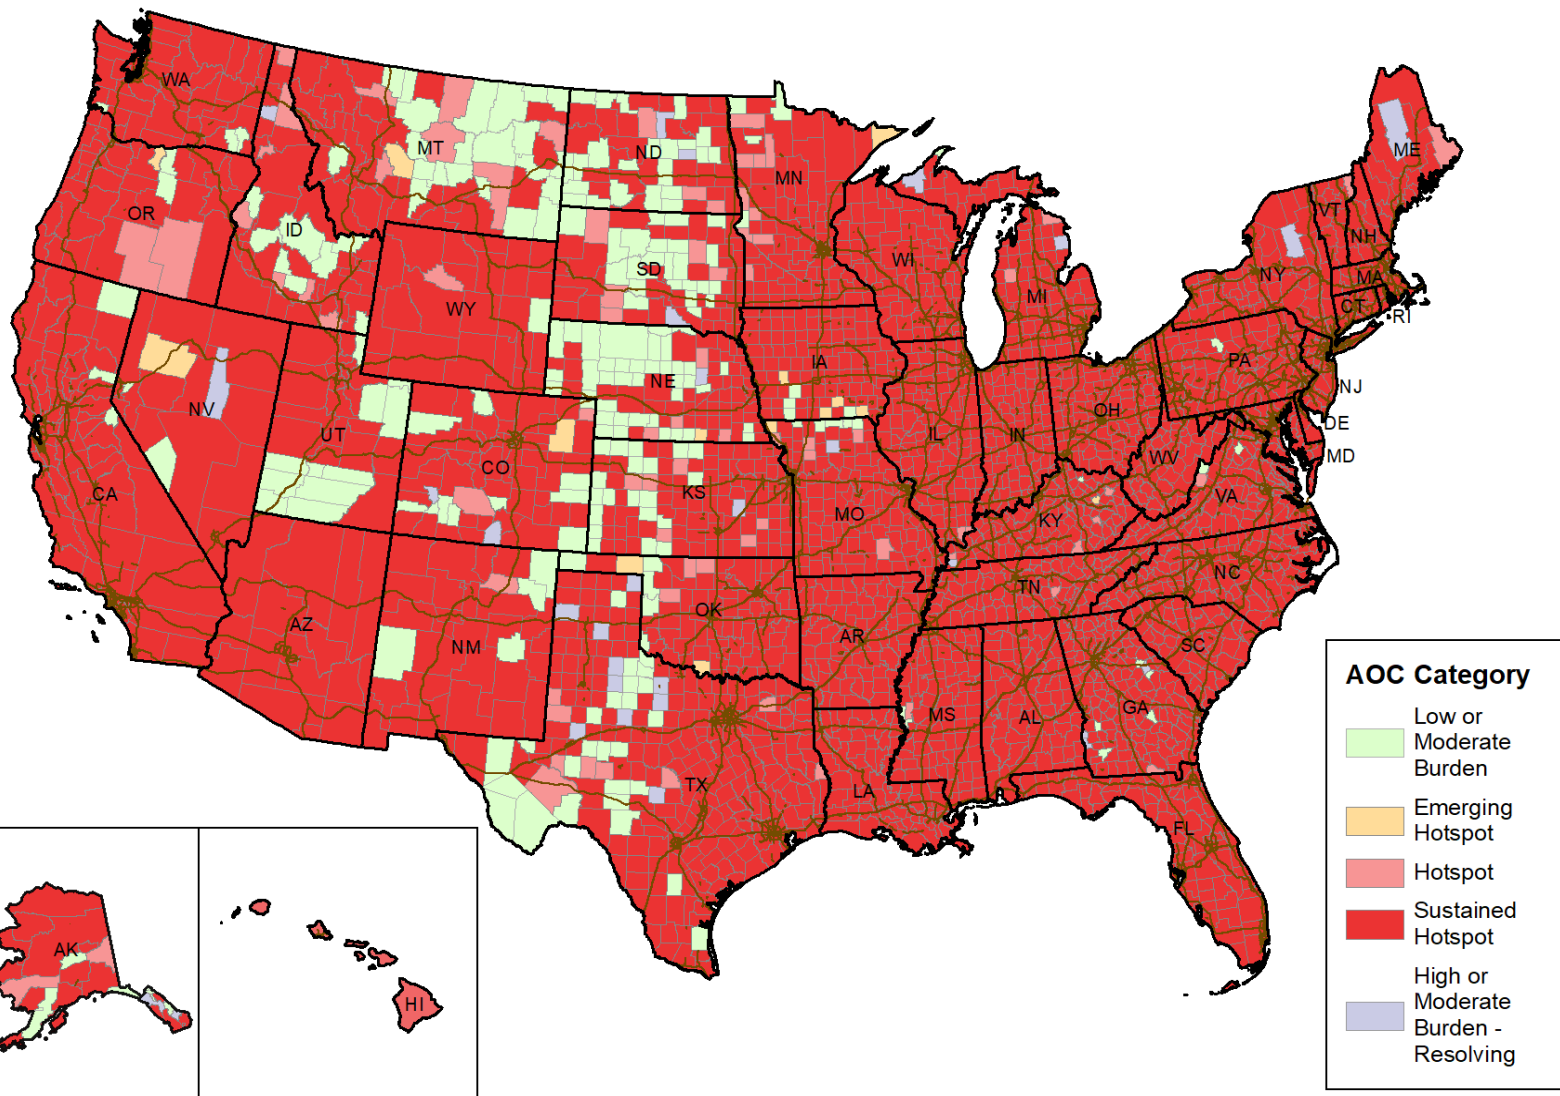 WA
MT
ND
MN
ME
OR
ID
SD
WI
VT
NH
WY
MI
NY
MA
CT
RI
IA
PA
NV
NE
NJ
UT
OH
DE
CO
IL
IN
MD
CA
KS
WV
VA
MO
KY
AZ
NM
OK
AR
TN
NC
SC
MS
AL
GA
TX
LA
FL
AK
HI
AOC Category
Low or
Moderate
Burden
Emerging
Hotspot
Hotspot
Sustained
Hotspot
High or
Moderate
Burden -
Resolving